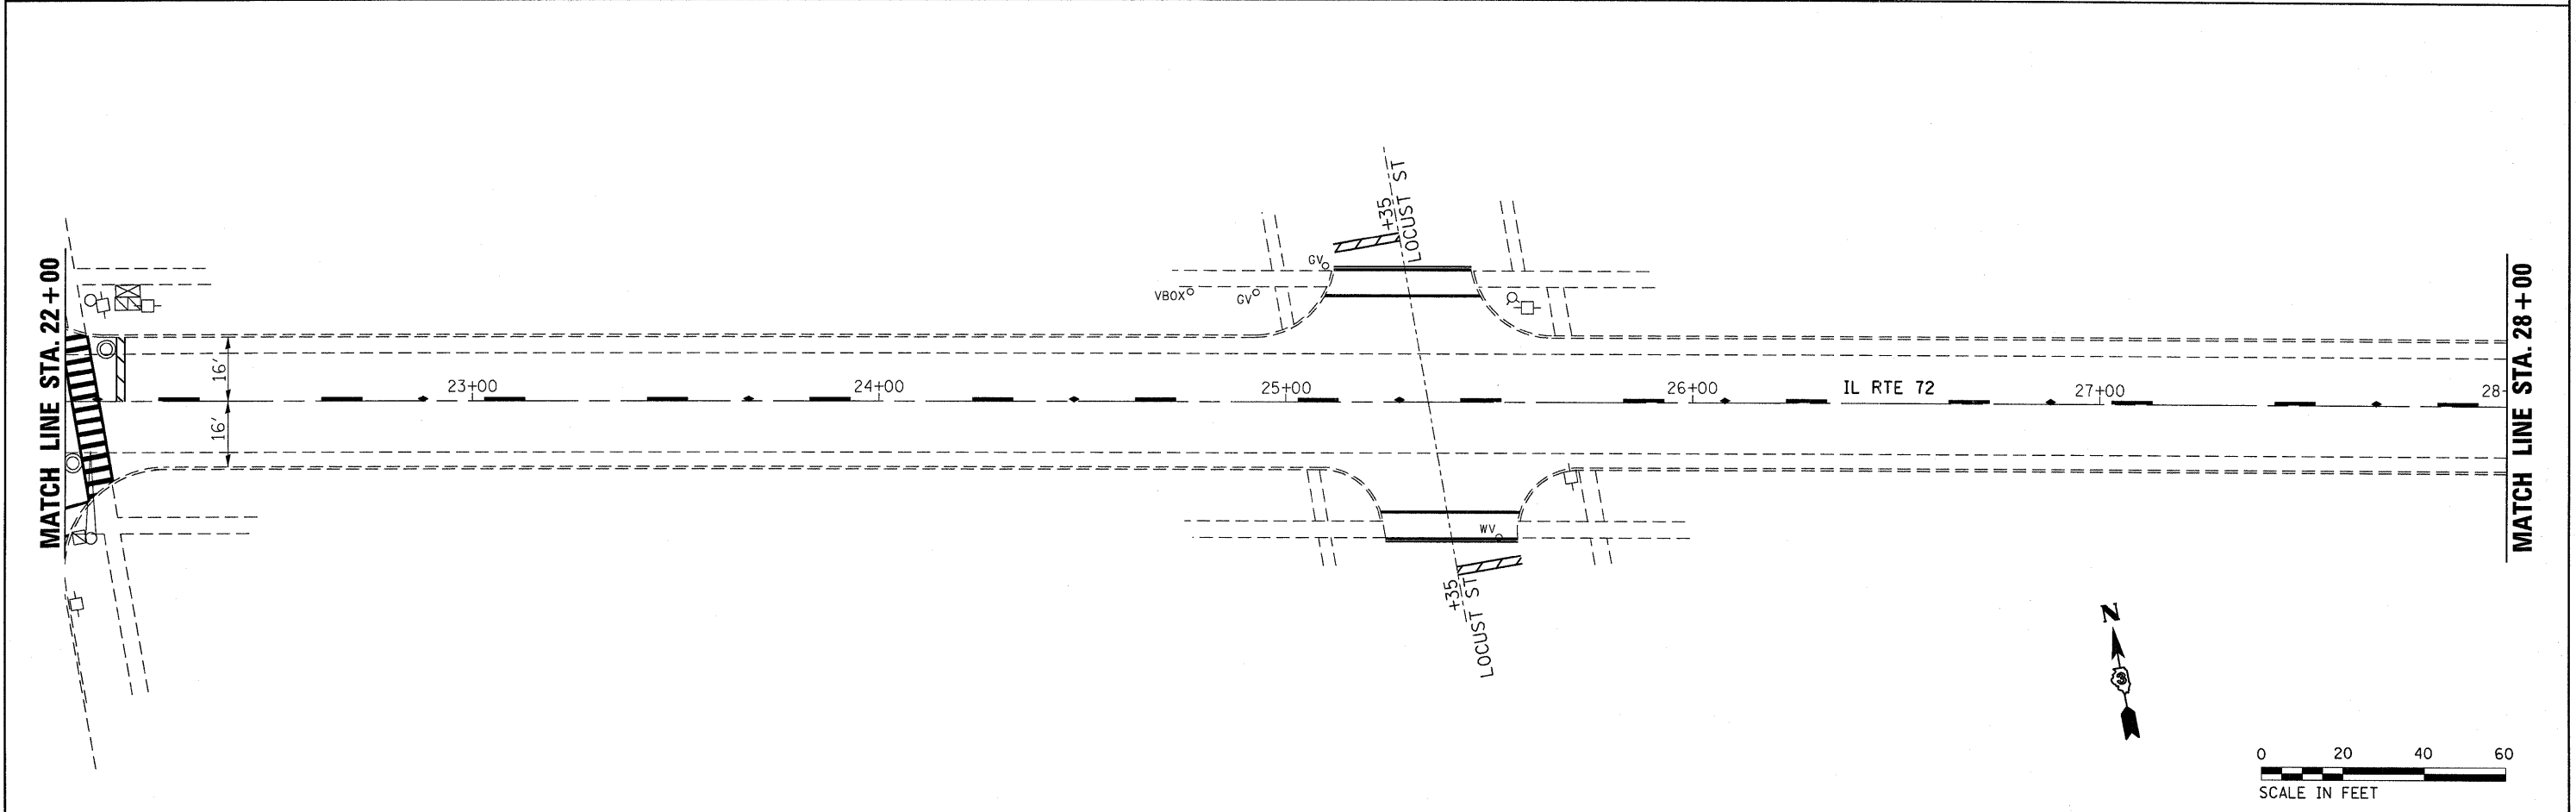 MATCH LINE STA. 22+00
16'
16'
23+00
24+00
VBOX
GV
GV
25+00
+35
LOCUST ST
26+00
IL RTE 72
27+00
28
MATCH LINE STA. 28+00
WV
+35
LOCUST ST
N
3
0 20 40 60
SCALE IN FEET